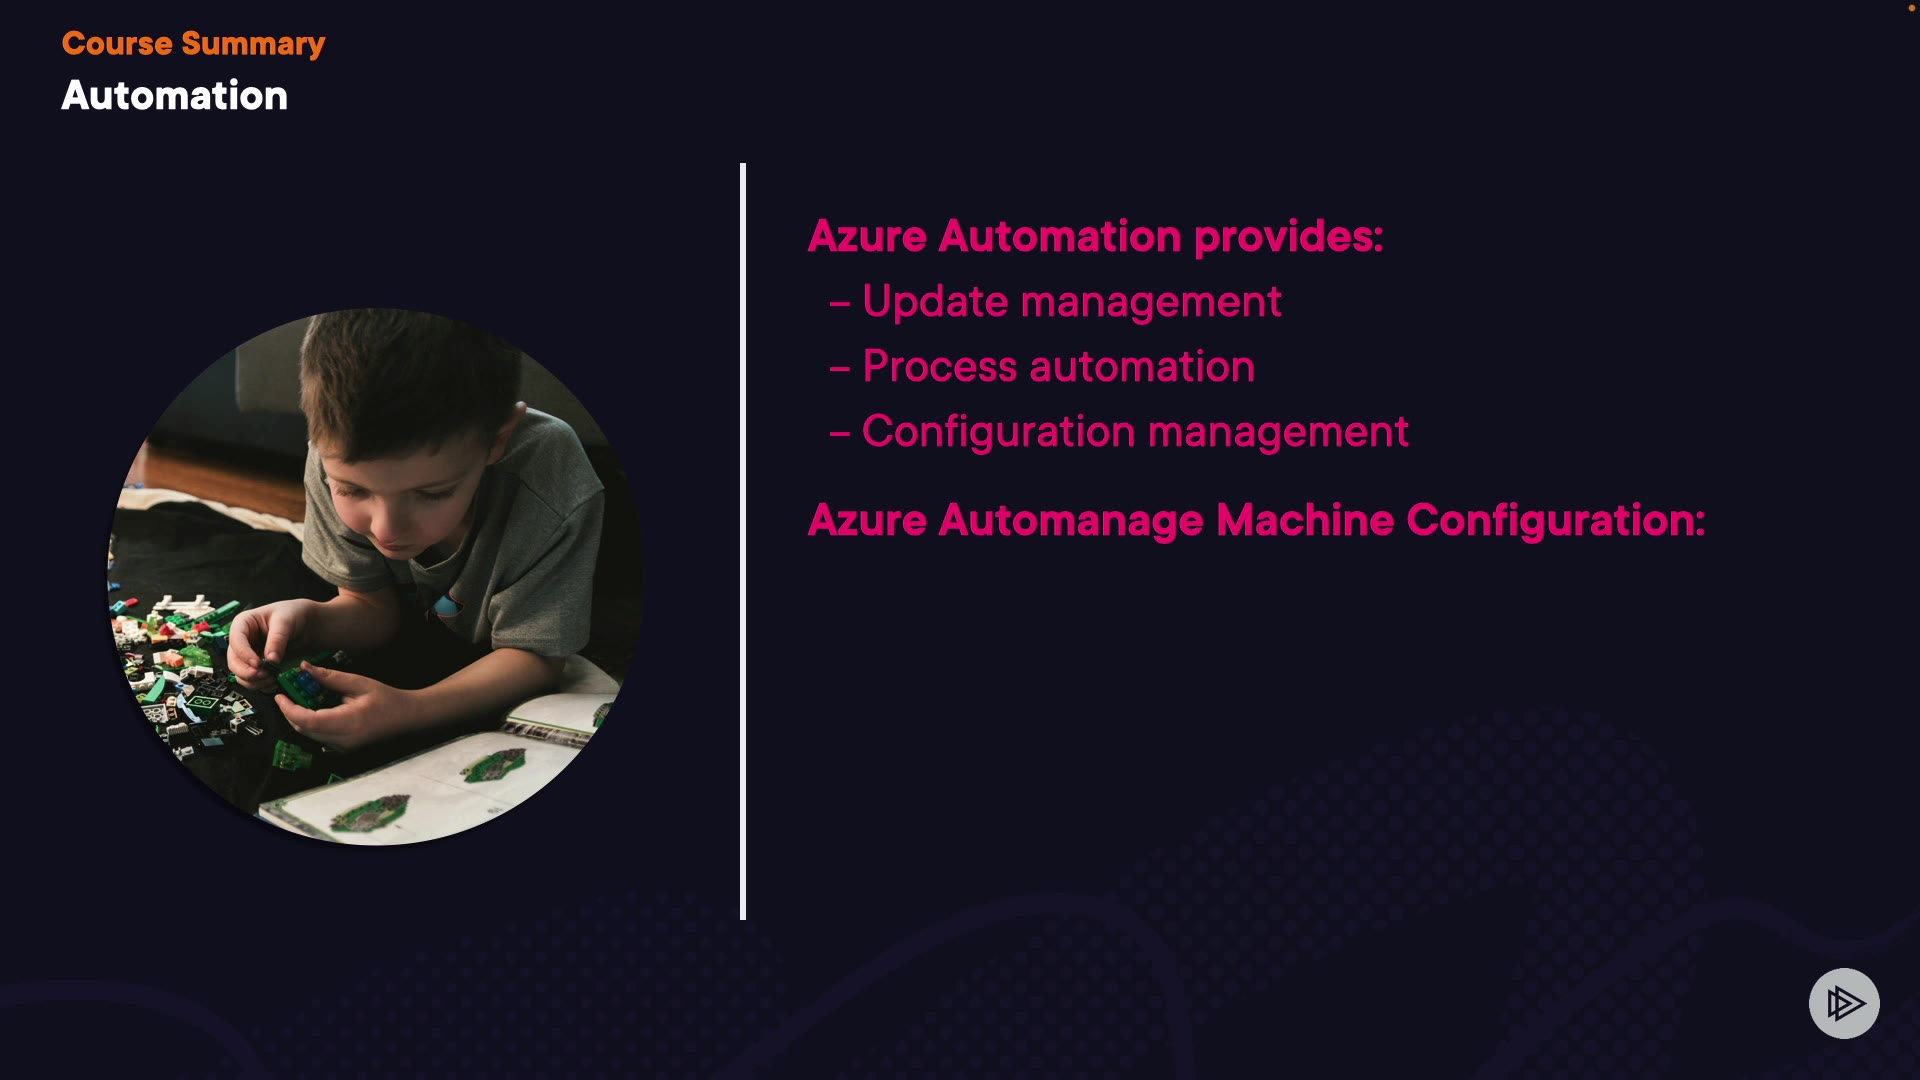 Course Summary
Automation
Azure Automation provides:
– Update management
– Process automation
– Configuration management
Azure Automanage Machine Configuration: